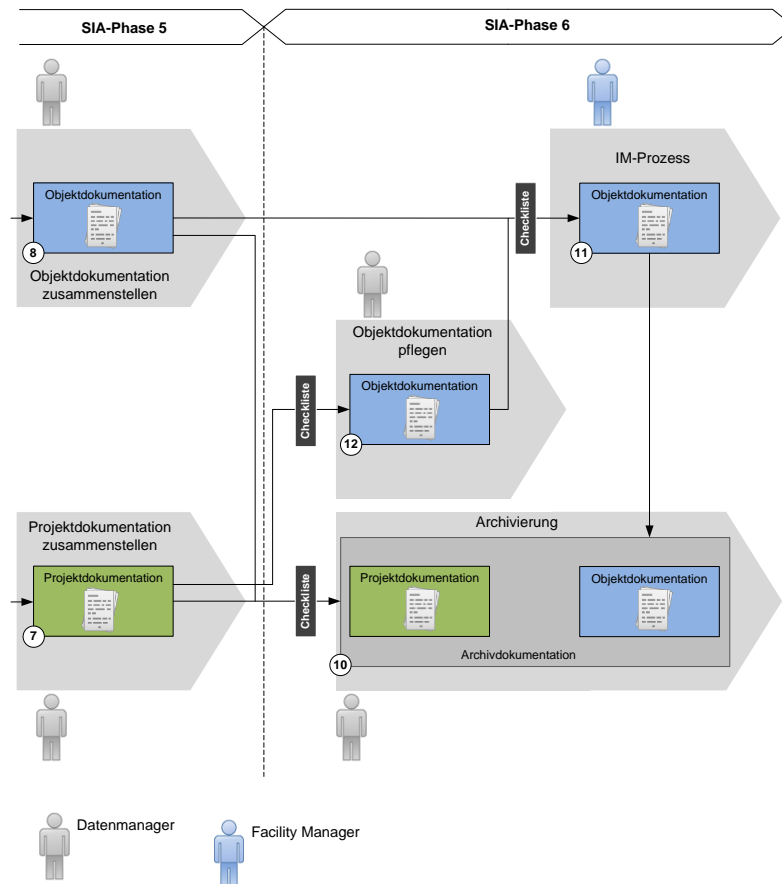 SIA-Phase 5
SIA-Phase 6
IM-Prozess
Objektdokumentation
8
Objektdokumentation
zusammenstellen
Checkliste
Objektdokumentation
11
Objektdokumentation
pflegen
Checkliste
Objektdokumentation
12
Projektdokumentation
zusammenstellen
Projektdokumentation
7
Checkliste
Archivierung
Projektdokumentation
Objektdokumentation
Archivdokumentation
10
Datenmanager
Facility Manager